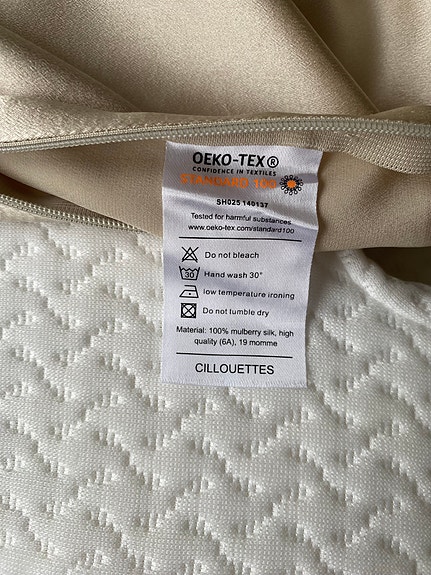 OEKO-TEX®
CONFIDENCE IN TEXTILES
STANDARD 100
SH025 140137
Tested for harmful substances.
www.oeko-tex.com/standard100
Do not bleach
30 Hand wash 30°
low temperature ironing
Do not tumble dry
Material: 100% mulberry silk, high
quality (6A), 19 momme
CILLOUETTES